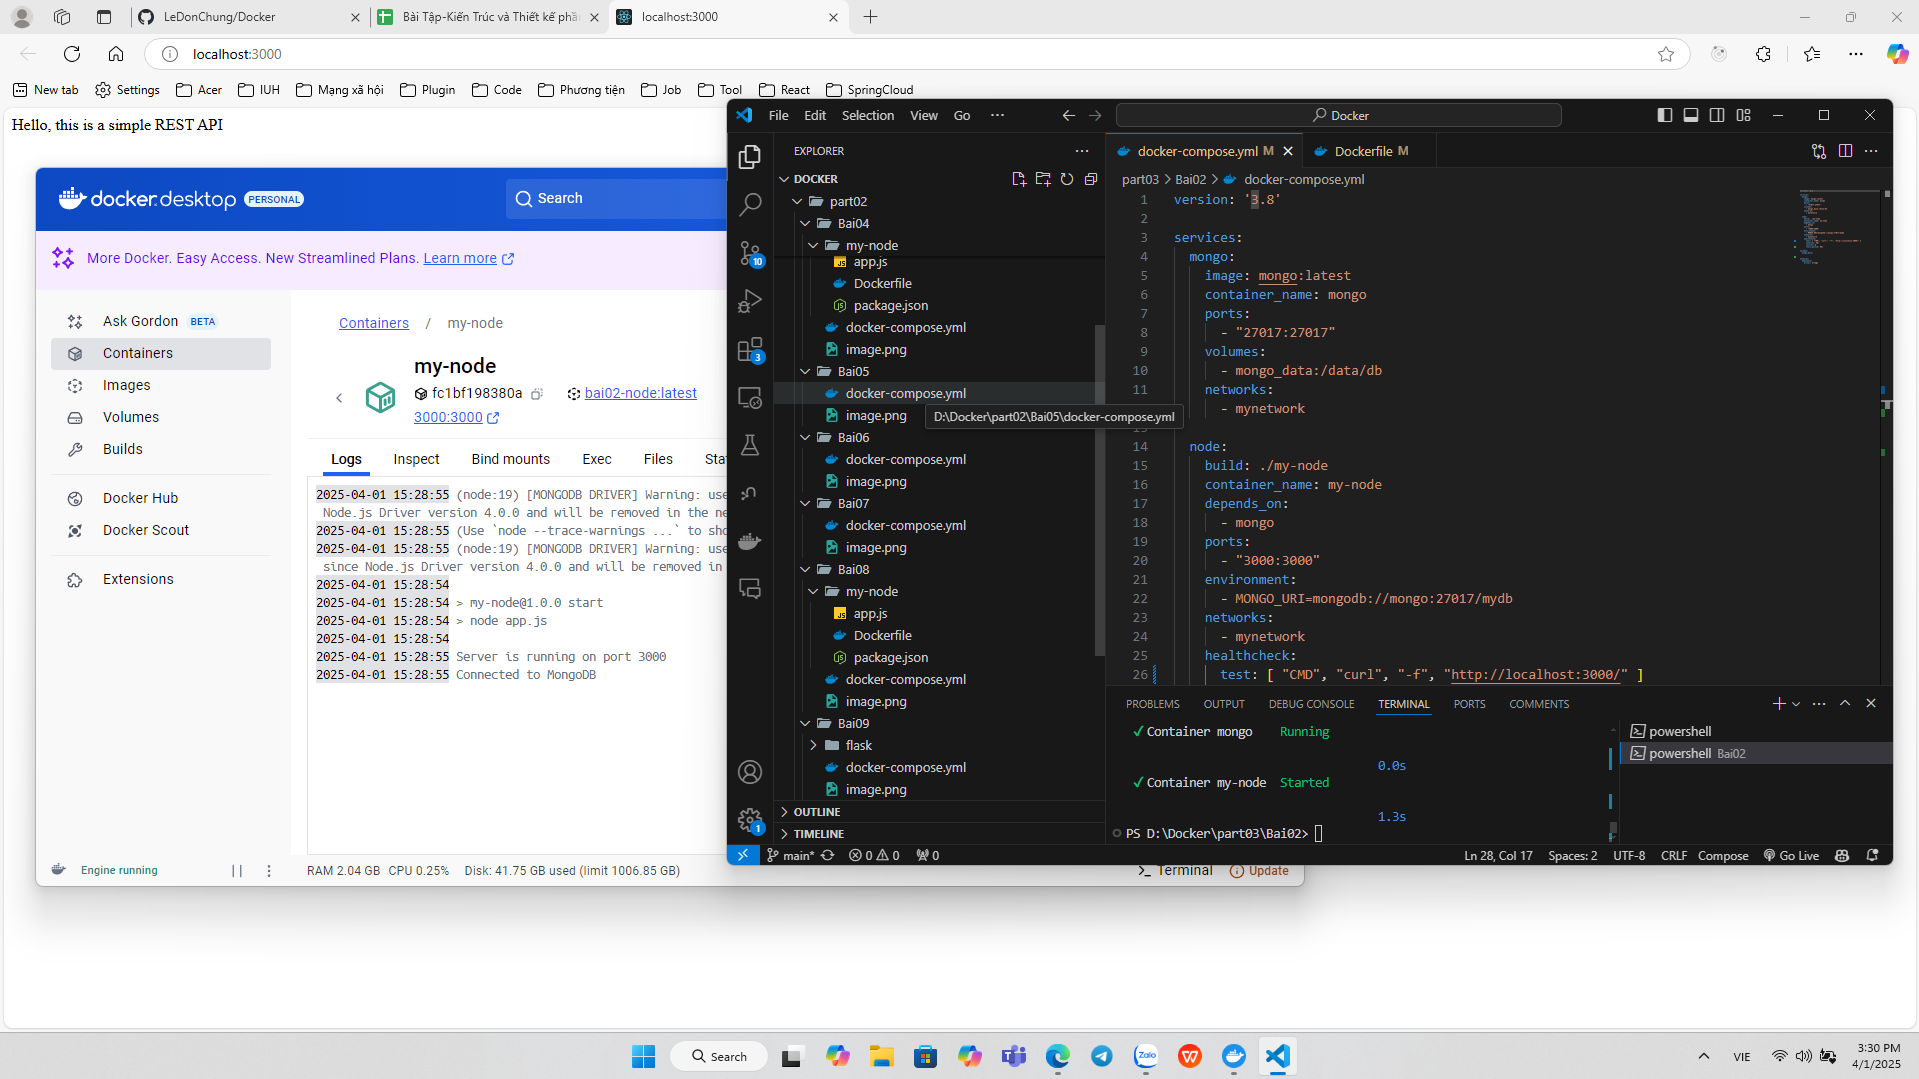 LeDonChung/Docker
Bài Tập-Kiến Trúc và Thiết kế phần
localhost:3000
localhost:3000
New tab
Settings
Acer
IUH
Mạng xã hội
Plugin
Code
Phương tiện
Job
Tool
React
SpringCloud
Hello, this is a simple REST API
docker desktop
PERSONAL
Search
More Docker. Easy Access. New Streamlined Plans. Learn more
Ask Gordon BETA
Containers
Images
Volumes
Builds
Docker Hub
Docker Scout
Extensions
Containers / my-node
my-node
fc1bf198380a
bai02-node:latest
3000:3000
Logs
Inspect
Bind mounts
Exec
Files
Stat
2025-04-01 15:28:55 (node:19) [MONGODB DRIVER] Warning: use
Node.js Driver version 4.0.0 and will be removed in the ne
2025-04-01 15:28:55 (Use `node --trace-warnings ...` to sho
2025-04-01 15:28:55 (node:19) [MONGODB DRIVER] Warning: use
since Node.js Driver version 4.0.0 and will be removed in
2025-04-01 15:28:54
2025-04-01 15:28:54 > my-node@1.0.0 start
2025-04-01 15:28:54 > node app.js
2025-04-01 15:28:54
2025-04-01 15:28:55 Server is running on port 3000
2025-04-01 15:28:55 Connected to MongoDB
Engine running
RAM 2.04 GB CPU 0.25% Disk: 41.75 GB used (limit 1006.85 GB)
Terminal
Update
File Edit Selection View Go ···
Docker
EXPLORER
DOCKER
part02
Bai04
my-node
app.js
Dockerfile
package.json
docker-compose.yml
image.png
Bai05
docker-compose.yml
image.png
D:\Docker\part02\Bai05\docker-compose.yml
Bai06
docker-compose.yml
image.png
Bai07
docker-compose.yml
image.png
Bai08
my-node
app.js
Dockerfile
package.json
docker-compose.yml
image.png
Bai09
flask
docker-compose.yml
image.png
OUTLINE
TIMELINE
10
3
1
docker-compose.yml M
Dockerfile M
part03 > Bai02 > docker-compose.yml
1 version: '3.8'
2
3 services:
4 mongo:
5 image: mongo:latest
6 container_name: mongo
7 ports:
8 - "27017:27017"
9 volumes:
10 - mongo_data:/data/db
11 networks:
- mynetwork
14 node:
15 build: ./my-node
16 container_name: my-node
17 depends_on:
18 - mongo
19 ports:
20 - "3000:3000"
21 environment:
22 - MONGO_URI=mongodb://mongo:27017/mydb
23 networks:
24 - mynetwork
25 healthcheck:
26 test: [ "CMD", "curl", "-f", "http://localhost:3000/" ]
PROBLEMS OUTPUT DEBUG CONSOLE TERMINAL PORTS COMMENTS
✓ Container mongo Running
0.0s
✓ Container my-node Started
1.3s
PS D:\Docker\part03\Bai02>
powershell
powershell Bai02
main*
0 0
0
Ln 28, Col 17
Spaces: 2
UTF-8
CRLF
Compose
Go Live
Search
Zalo
VIE
3:30 PM
4/1/2025